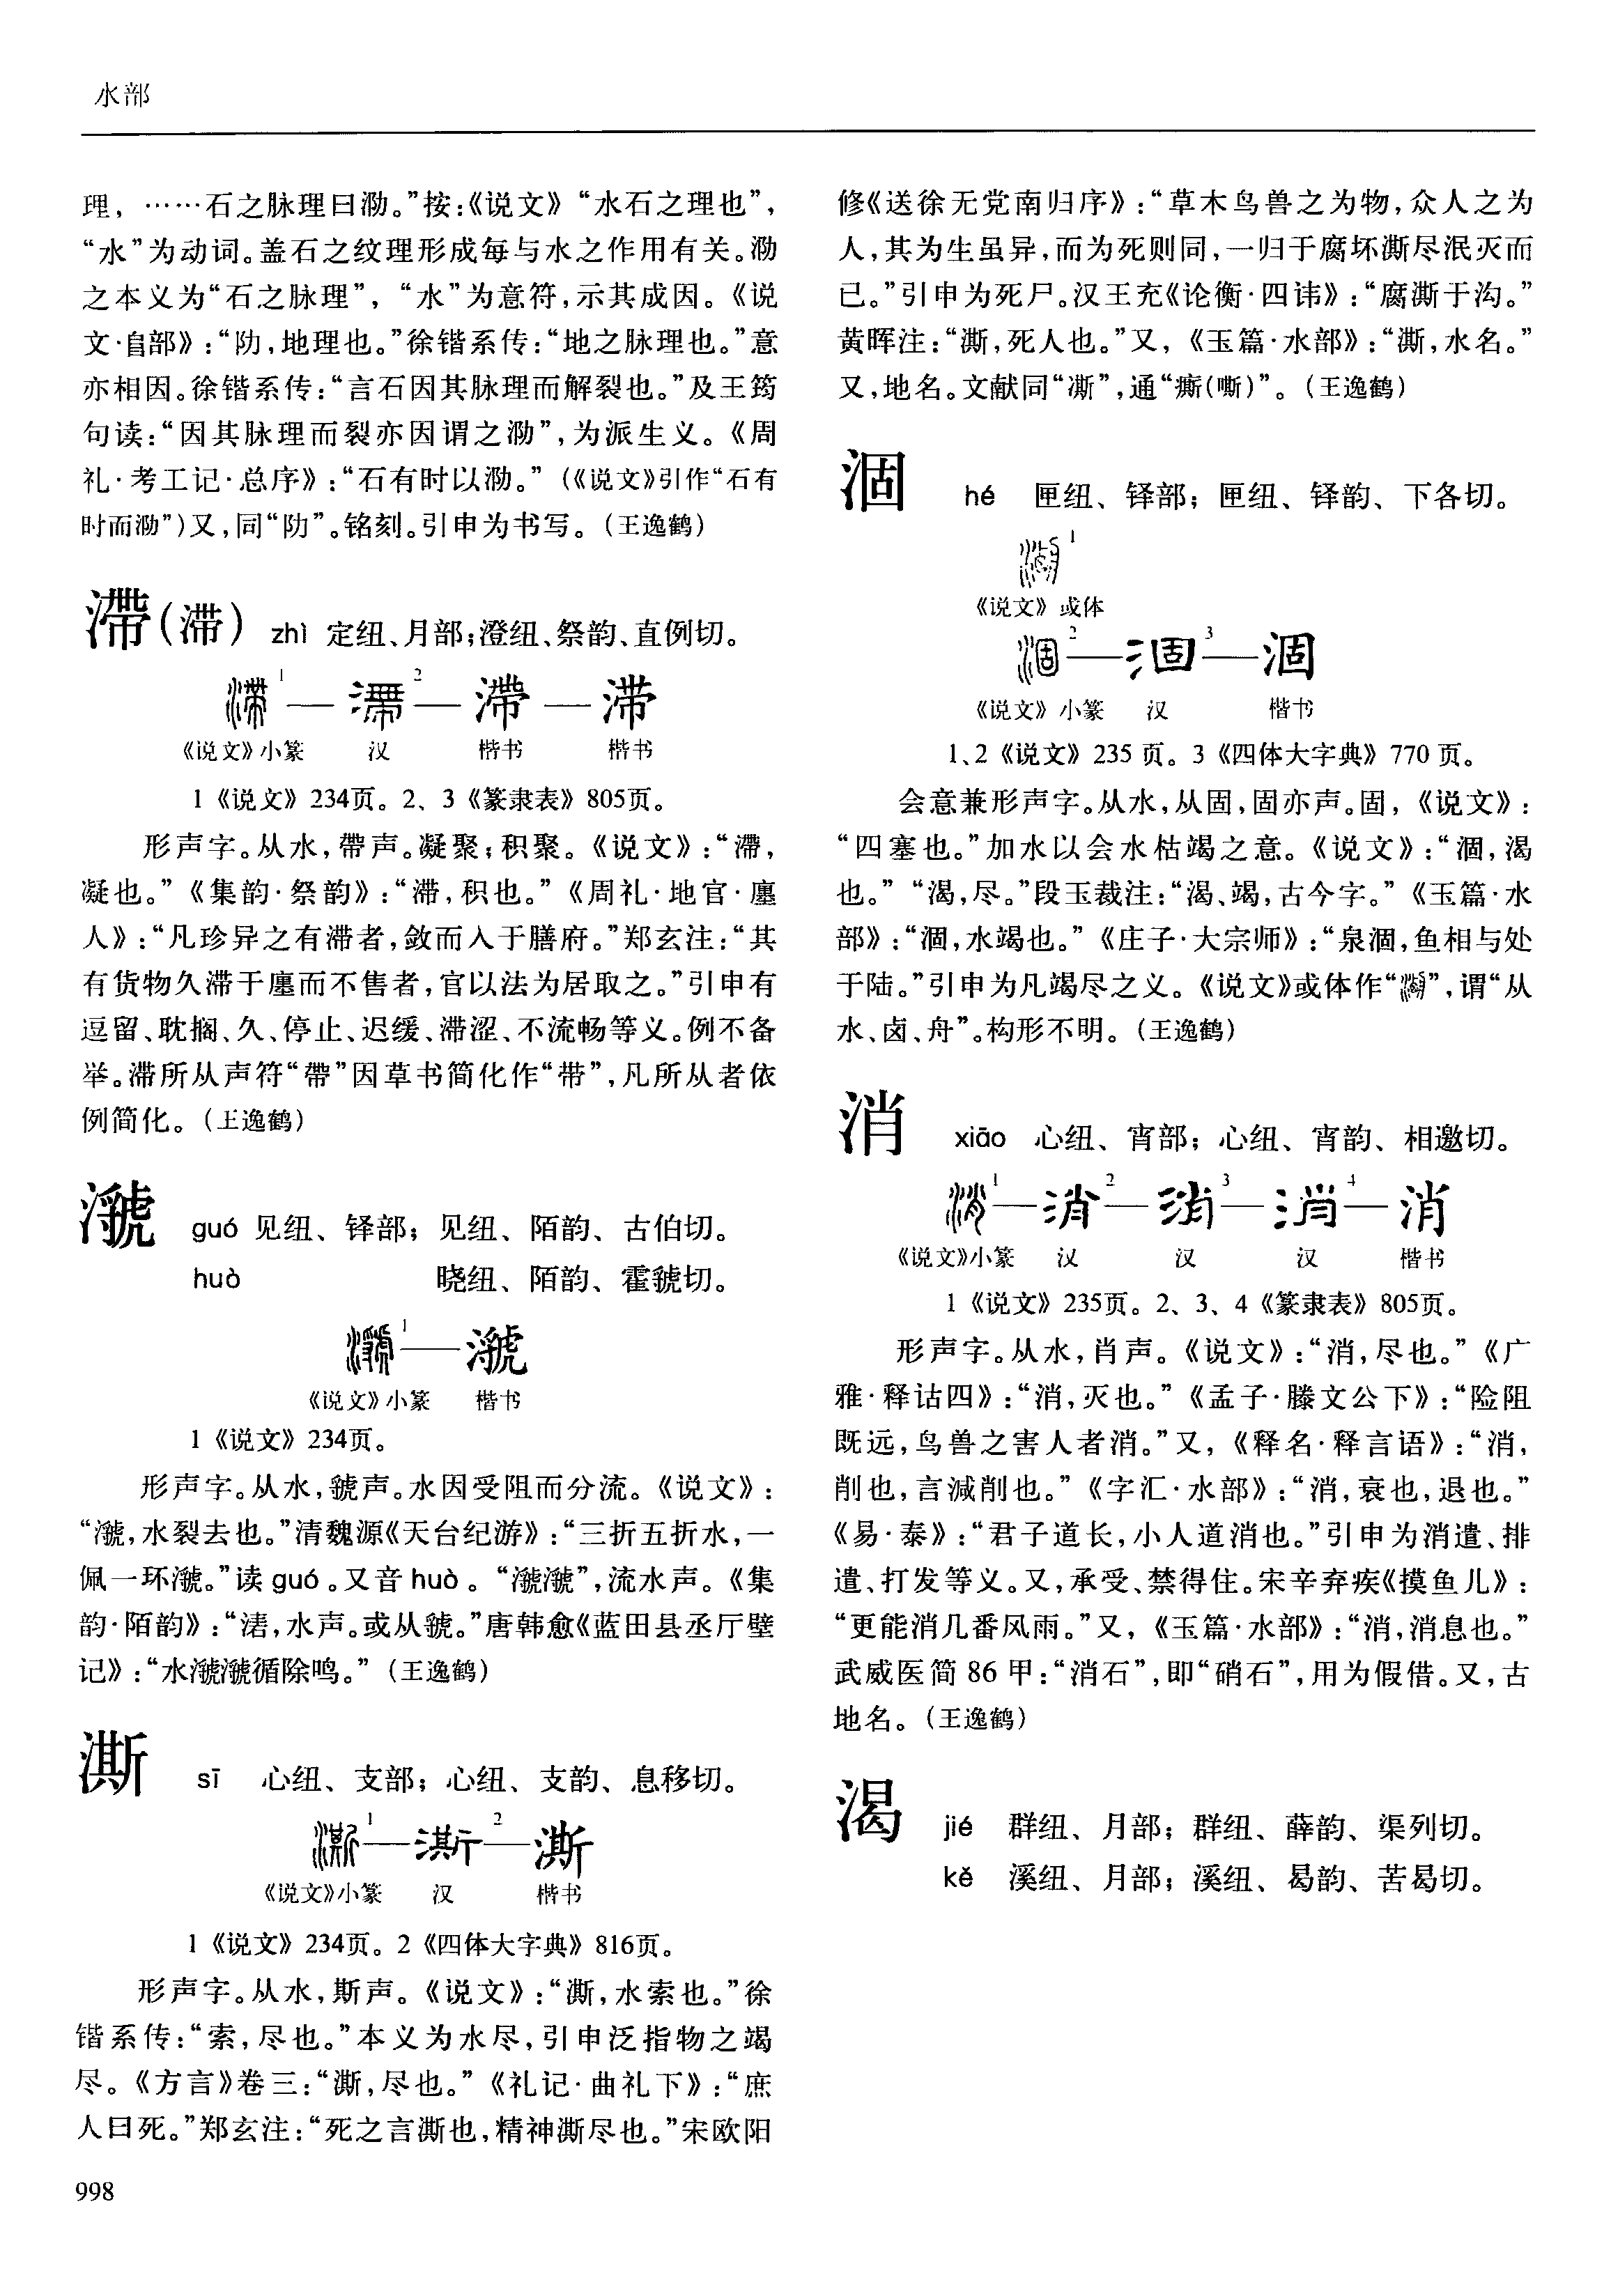 水部
理，……石之脉理曰泐。”按：《说文》“水石之理也”，
“水”为动词。盖石之纹理形成每与水之作用有关。泐
之本义为“石之脉理”，“水”为意符，示其成因。《说
文·𨸏部》：“阞，地理也。”徐锴系传：“地之脉理也。”意
亦相因。徐锴系传：“言石因其脉理而解裂也。”及王筠
句读：“因其脉理而裂亦因谓之泐”，为派生义。《周
礼·考工记·总序》：“石有时以泐。”（《说文》引作“石有
时而泐”）又，同“阞”。铭刻。引申为书写。（王逸鹤）
滯（滞） zhì 定纽、月部；澄纽、祭韵、直例切。
滯1—滯2—滯—滞
《说文》小篆 汉 楷书 楷书
1《说文》234页。2、3《篆隶表》805页。
形声字。从水，帶声。凝聚；积聚。《说文》：“滯，
凝也。”《集韵·祭韵》：“滞，积也。”《周礼·地官·廛
人》：“凡珍异之有滞者，敛而入于膳府。”郑玄注：“其
有货物久滞于廛而不售者，官以法为居取之。”引申有
逗留、耽搁、久、停止、迟缓、滞涩、不流畅等义。例不备
举。滞所从声符“帶”因草书简化作“带”，凡所从者依
例简化。（王逸鹤）
㶁 guó 见纽、铎部；见纽、陌韵、古伯切。
huò 晓纽、陌韵、霍虢切。
㶁1—㶁
《说文》小篆 楷书
1《说文》234页。
形声字。从水，虢声。水因受阻而分流。《说文》：
“㶁，水裂去也。”清魏源《天台纪游》：“三折五折水，一
佩一环㶁。”读guó。又音huò。“㶁㶁”，流水声。《集
韵·陌韵》：“湱，水声。或从虢。”唐韩愈《蓝田县丞厅壁
记》：“水㶁㶁循除鸣。”（王逸鹤）
澌 sī 心纽、支部；心纽、支韵、息移切。
澌1—澌2—澌
《说文》小篆 汉 楷书
1《说文》234页。2《四体大字典》816页。
形声字。从水，斯声。《说文》：“澌，水索也。”徐
锴系传：“索，尽也。”本义为水尽，引申泛指物之竭
尽。《方言》卷三：“澌，尽也。”《礼记·曲礼下》：“庶
人曰死。”郑玄注：“死之言澌也，精神澌尽也。”宋欧阳
修《送徐无党南归序》：“草木鸟兽之为物，众人之为
人，其为生虽异，而为死则同，一归于腐坏澌尽泯灭而
已。”引申为死尸。汉王充《论衡·四讳》：“腐澌于沟。”
黄晖注：“澌，死人也。”又，《玉篇·水部》：“澌，水名。”
又，地名。文献同“凘”，通“㾷(嘶)”。（王逸鹤）
涸 hé 匣纽、铎部；匣纽、铎韵、下各切。
1
《说文》或体
涸2—涸3—涸
《说文》小篆 汉 楷书
1、2《说文》235页。3《四体大字典》770页。
会意兼形声字。从水，从固，固亦声。固，《说文》：
“四塞也。”加水以会水枯竭之意。《说文》：“涸，渴
也。”“渴，尽。”段玉裁注：“渴、竭，古今字。”《玉篇·水
部》：“涸，水竭也。”《庄子·大宗师》：“泉涸，鱼相与处
于陆。”引申为凡竭尽之义。《说文》或体作“”，谓“从
水、卤、舟”。构形不明。（王逸鹤）
消 xiāo 心纽、宵部；心纽、宵韵、相邀切。
消1—消2—消3—消4—消
《说文》小篆 汉 汉 汉 楷书
1《说文》235页。2、3、4《篆隶表》805页。
形声字。从水，肖声。《说文》：“消，尽也。”《广
雅·释诂四》：“消，灭也。”《孟子·滕文公下》：“险阻
既远，鸟兽之害人者消。”又，《释名·释言语》：“消，
削也，言減削也。”《字汇·水部》：“消，衰也，退也。”
《易·泰》：“君子道长，小人道消也。”引申为消遣、排
遣、打发等义。又，承受、禁得住。宋辛弃疾《摸鱼儿》：
“更能消几番风雨。”又，《玉篇·水部》：“消，消息也。”
武威医简86甲：“消石”，即“硝石”，用为假借。又，古
地名。（王逸鹤）
渴 jié 群纽、月部；群纽、薛韵、渠列切。
kě 溪纽、月部；溪纽、曷韵、苦曷切。
998